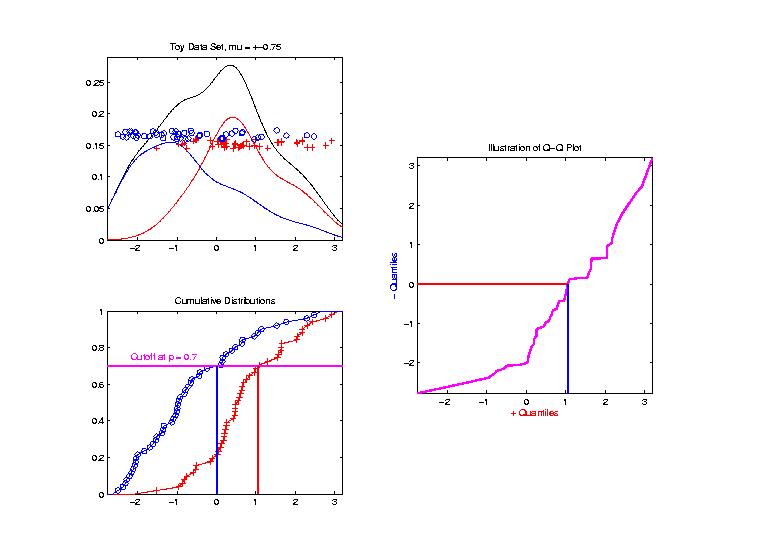 Toy Data Set, mu = +-0.75
0.25
0.2
0.15
0.1
0.05
0
-2 -1 0 1 2 3
Cumulative Distributions
1
0.8
Cutoff at p = 0.7
0.6
0.4
0.2
0
-2 -1 0 1 2 3
Illustration of Q-Q Plot
3
2
1
0
-1
-2
- Quantiles
-2 -1 0 1 2 3
+ Quantiles